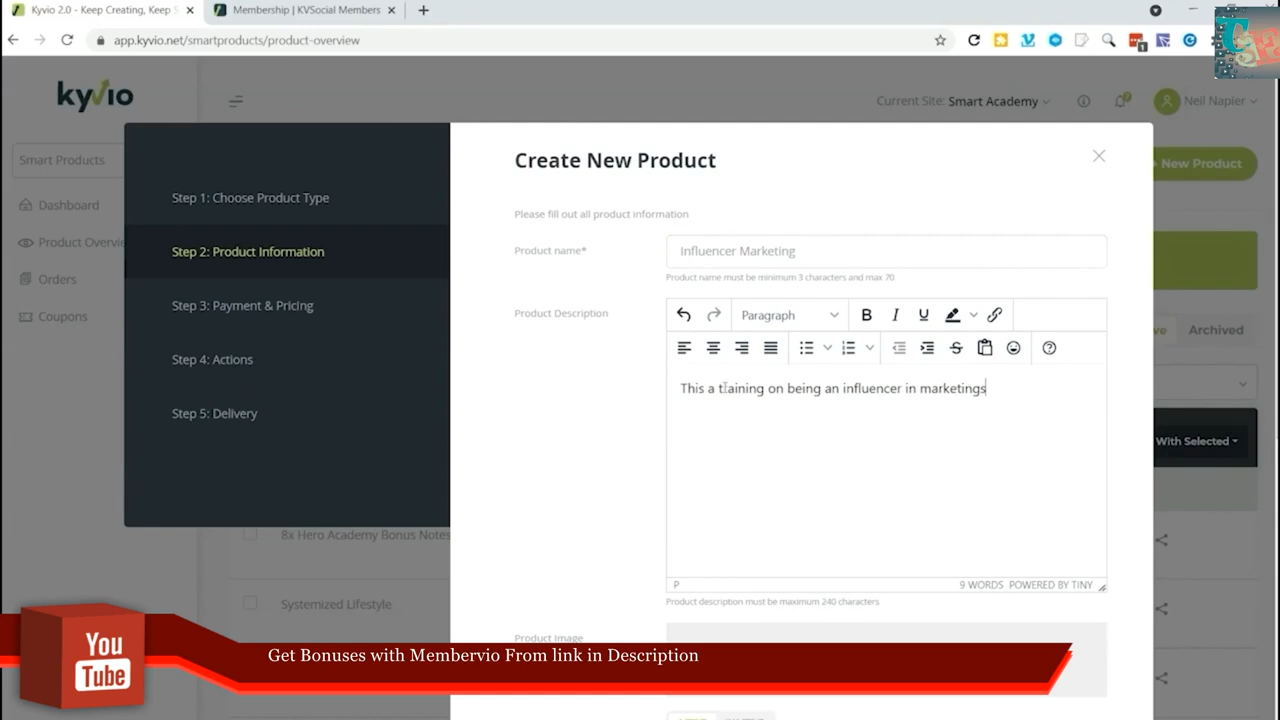 Kyvio 2.0 - Keep Creating, Keep S
Membership | KVSocial Members
app.kyvio.net/smartproducts/product-overview
kyvio
Current Site: Smart Academy
Neil Napier
Smart Products
Dashboard
Product Overvie
Orders
Coupons
New Product
Archived
With Selected
8x Hero Academy Bonus Notes
Systemized Lifestyle
Step 1: Choose Product Type
Step 2: Product Information
Step 3: Payment & Pricing
Step 4: Actions
Step 5: Delivery
Create New Product
Please fill out all product information
Product name*
Influencer Marketing
Product name must be minimum 3 characters and max 70
Product Description
Paragraph
B I U
This a training on being an influencer in marketings
P
9 WORDS POWERED BY TINY
Product description must be maximum 240 characters
Product Image
You
Tube
Get Bonuses with Membervio From link in Description